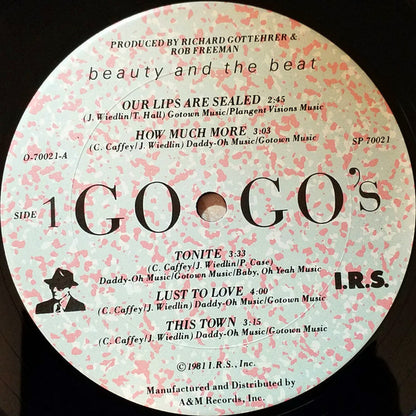 PRODUCED BY RICHARD GOTTEHRER &
ROB FREEMAN
beauty and the beat
OUR LIPS ARE SEALED 2:45
(J. Wiedlin/T. Hall) Gotown Music/Plangent Visions Music
HOW MUCH MORE 3:03
(C. Caffey/J. Wiedlin) Daddy-Oh Music/Gotown Music
O-70021-A
SP 70021
SIDE 1 GO•GO's
TONITE 3:33
(C. Caffey/J. Wiedlin/P. Case)
Daddy-Oh Music/Gotown Music/Baby, Oh Yeah Music
LUST TO LOVE 4:00
(C. Caffey/J. Wiedlin) Daddy-Oh Music/Gotown Music
I.R.S.
THIS TOWN 3:15
(C. Caffey/J. Wiedlin) Daddy-Oh Music/Gotown Music
©1981 I.R.S., Inc.
Manufactured and Distributed by
A&M Records, Inc.